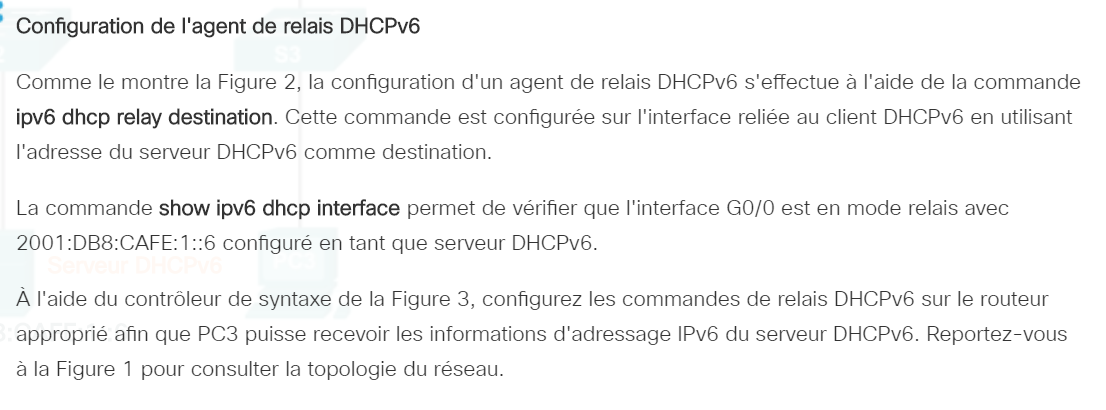 Configuration de l'agent de relais DHCPv6
S3
Comme le montre la Figure 2, la configuration d'un agent de relais DHCPv6 s'effectue à l'aide de la commande
ipv6 dhcp relay destination. Cette commande est configurée sur l'interface reliée au client DHCPv6 en utilisant
l'adresse du serveur DHCPv6 comme destination.
La commande show ipv6 dhcp interface permet de vérifier que l'interface G0/0 est en mode relais avec
2001:DB8:CAFE:1::6 configuré en tant que serveur DHCPv6.
Serveur DHCPv6
À l'aide du contrôleur de syntaxe de la Figure 3, configurez les commandes de relais DHCPv6 sur le routeur
approprié afin que PC3 puisse recevoir les informations d'adressage IPv6 du serveur DHCPv6. Reportez-vous
à la Figure 1 pour consulter la topologie du réseau.